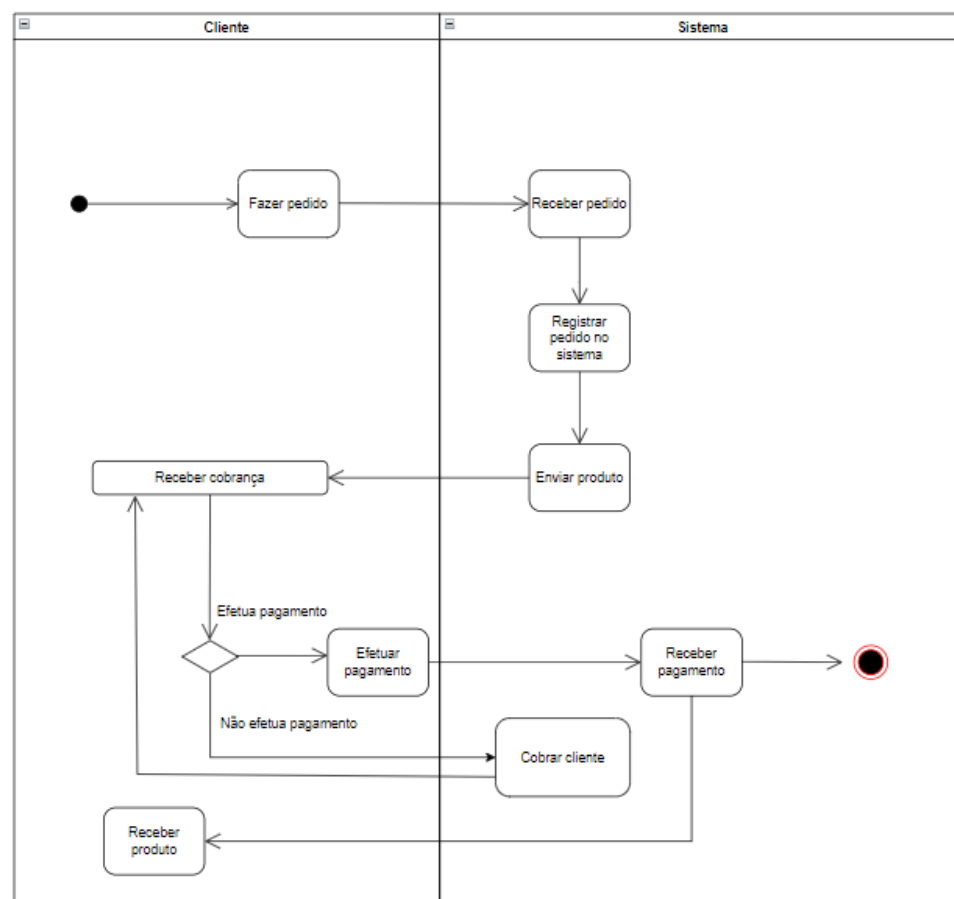 Cliente
Sistema
Fazer pedido
Receber pedido
Registrar
pedido no
sistema
Receber cobrança
Enviar produto
Efetua pagamento
Efetuar
pagamento
Receber
pagamento
Não efetua pagamento
Cobrar cliente
Receber
produto